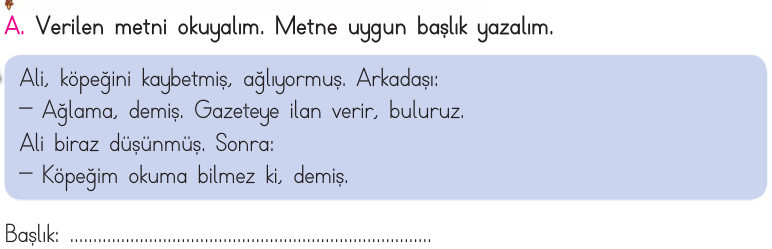 A. Verilen metni okuyalım. Metne uygun başlık yazalım.
Ali, köpeğini kaybetmiş, ağlıyormuş. Arkadaşı:
– Ağlama, demiş. Gazeteye ilan verir, buluruz.
Ali biraz düşünmüş. Sonra:
– Köpeğim okuma bilmez ki, demiş.
Başlık: ..............................................................................